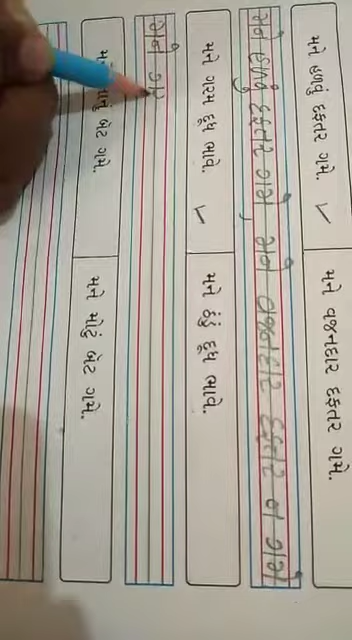 મને હળવું દફતર ગમે. ✓ મને વજનદાર દફતર ગમે.
મને હળવું દફતર ગમે, મને વજનદાર દફતર ન ગમે
મને ગરમ દૂધ ભાવે. ✓ મને ઠંડું દૂધ ભાવે.
મને ગર
બેટ ગમે. મને મોટું બેટ ગમે.